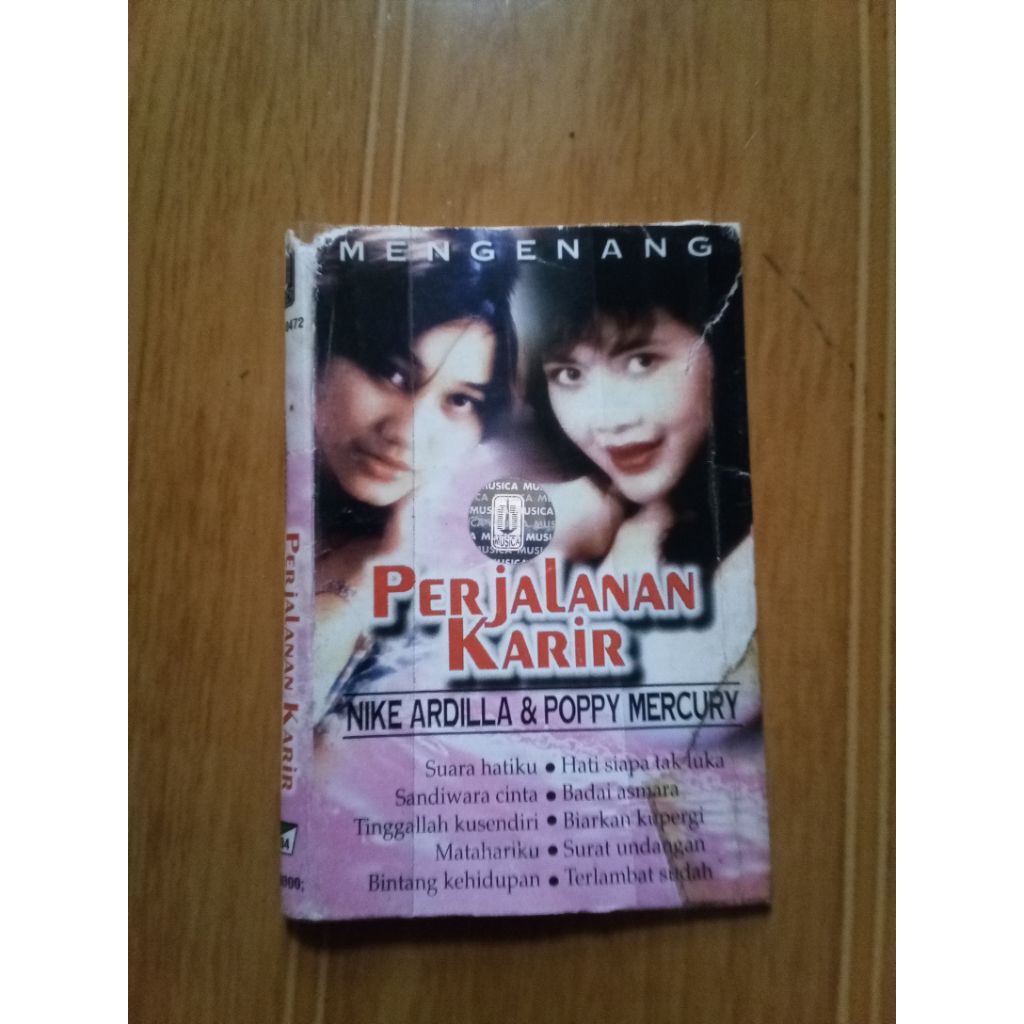 MENGENANG
MUSICA
PERJALANAN
KARIR
NIKE ARDILLA & POPPY MERCURY
Suara hatiku • Hati siapa tak luka
Sandiwara cinta • Badai asmara
Tinggallah kusendiri • Biarkan kupergi
Matahariku • Surat undangan
Bintang kehidupan • Terlambat sudah
PERJALANAN KARIR